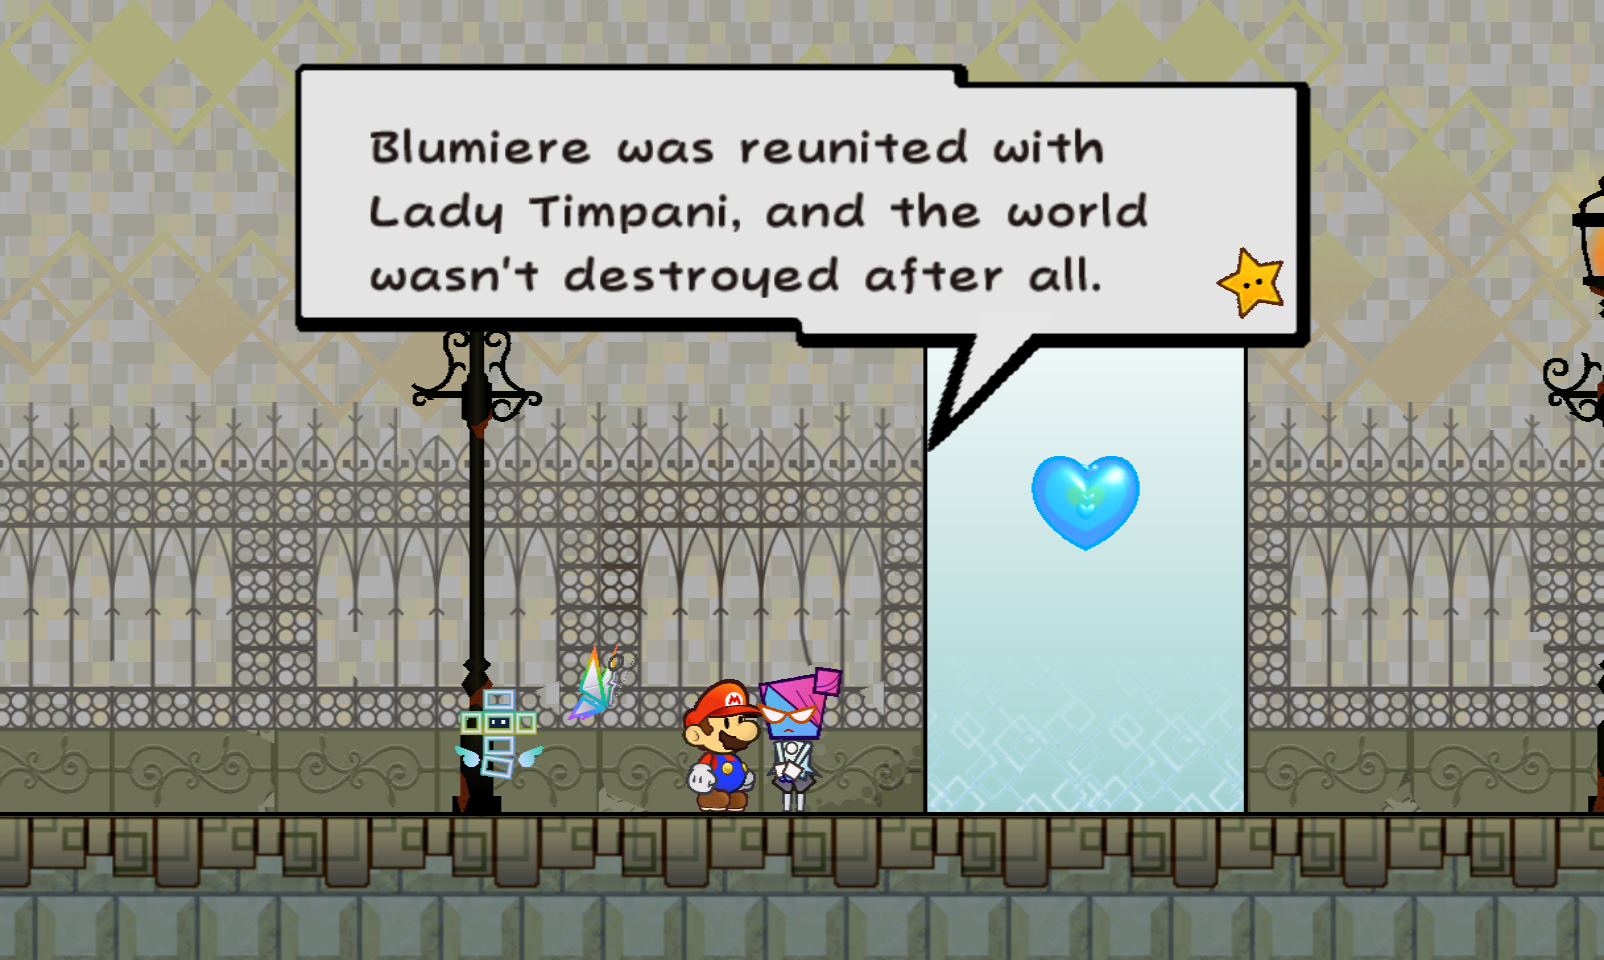 Blumiere was reunited with
Lady Timpani, and the world
wasn't destroyed after all.
M